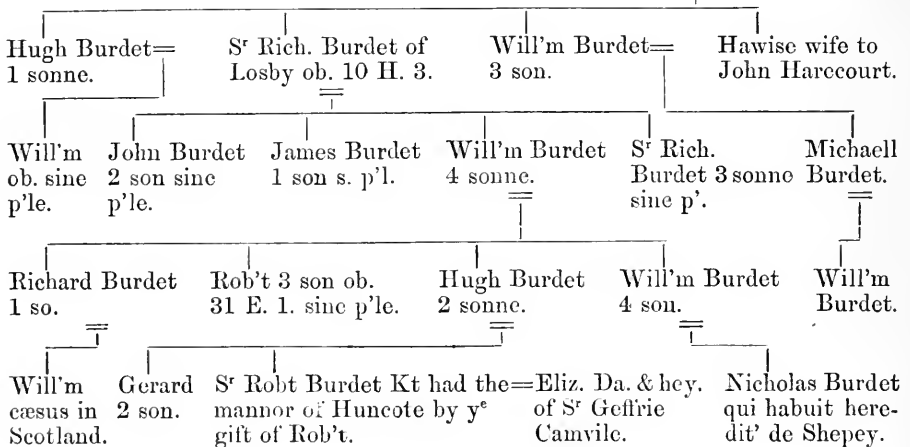 Hugh Burdet=
1 sonne.
Sʳ Rich. Burdet of
Losby ob. 10 H. 3.
Will'm Burdet=
3 son.
Hawise wife to
John Harecourt.
Will'm
ob. sine
p'le.
John Burdet
2 son sine
p'le.
James Burdet
1 son s. p'l.
Will'm Burdet
4 sonne.
Sʳ Rich.
Burdet 3 sonne
sine p'.
Michaell
Burdet.
Richard Burdet
1 so.
Rob't 3 son ob.
31 E. 1. sine p'le.
Hugh Burdet
2 sonne.
Will'm Burdet
4 son.
Will'm
Burdet.
Will'm
cæsus in
Scotland.
Gerard
2 son.
Sʳ Robt Burdet Kt had the=
mannor of Huncote by yᵉ
gift of Rob't.
Eliz. Da. & hey.
of Sʳ Geffrie
Camvile.
Nicholas Burdet
qui habuit here-
dit' de Shepey.